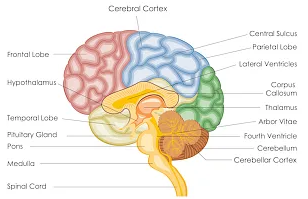 Cerebral Cortex
Frontal Lobe
Hypothalamus
Temporal Lobe
Pituitary Gland
Pons
Medulla
Spinal Cord
Central Sulcus
Parietal Lobe
Lateral Ventricles
Corpus
Callosum
Thalamus
Arbor Vitae
Fourth Ventricle
Cerebellum
Cerebellar Cortex